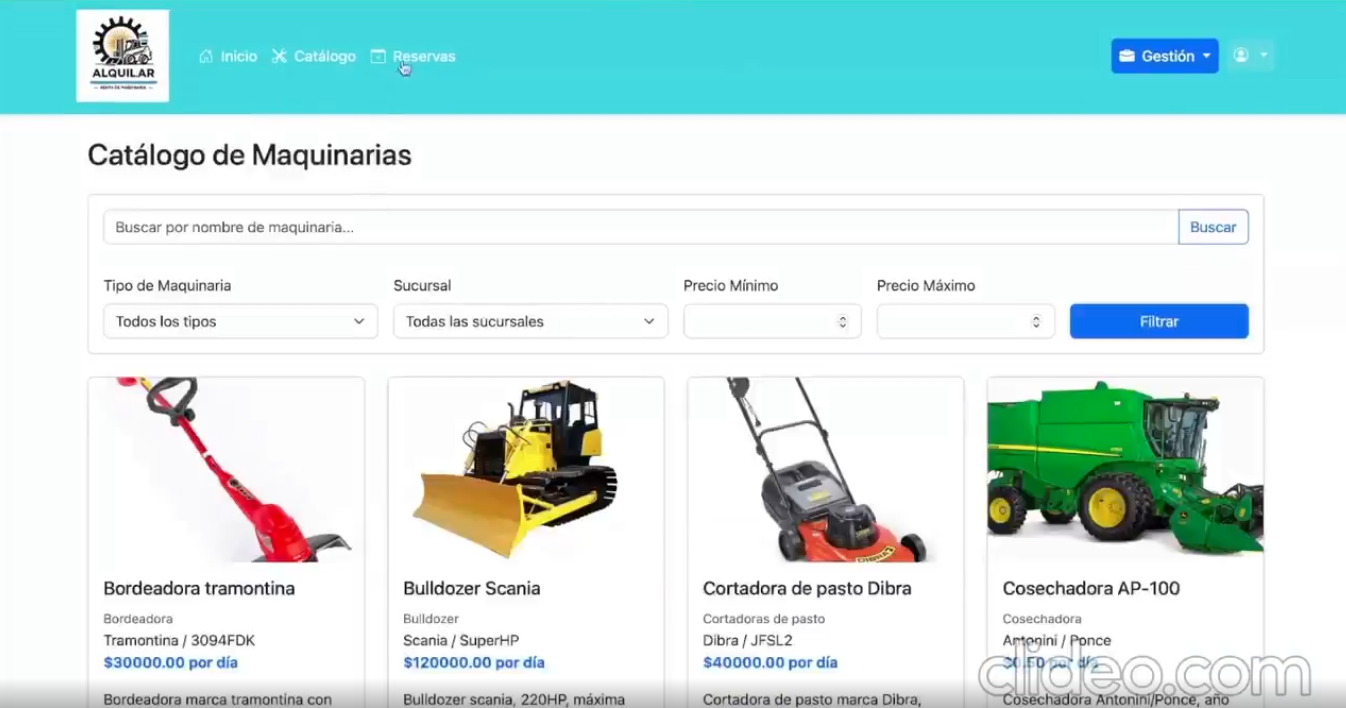 ALQUILAR
RENTA DE MAQUINARIA
Inicio
Catálogo
Reservas
Gestión
Catálogo de Maquinarias
Buscar por nombre de maquinaria...
Buscar
Tipo de Maquinaria
Sucursal
Precio Mínimo
Precio Máximo
Todos los tipos
Todas las sucursales
Filtrar
DIBRA
Bordeadora tramontina
Bordeadora
Tramontina / 3094FDK
$30000.00 por día
Bordeadora marca tramontina con
Bulldozer Scania
Bulldozer
Scania / SuperHP
$120000.00 por día
Bulldozer scania, 220HP, máxima
Cortadora de pasto Dibra
Cortadoras de pasto
Dibra / JFSL2
$40000.00 por día
Cortadora de pasto marca Dibra,
Cosechadora AP-100
Cosechadora
Antonini / Ponce
$0.50 por día
Cosechadora Antonini/Ponce, año
clideo.com